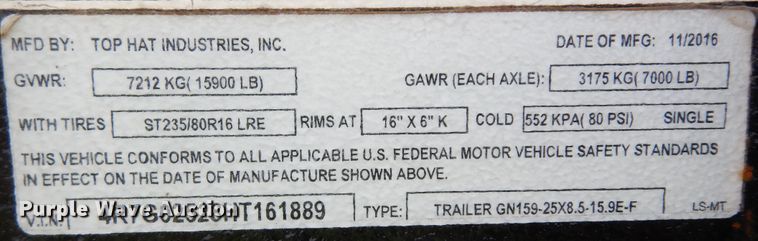 MFD BY: TOP HAT INDUSTRIES, INC. DATE OF MFG: 11/2016
GVWR: 7212 KG( 15900 LB) GAWR (EACH AXLE): 3175 KG( 7000 LB)
WITH TIRES ST235/80R16 LRE RIMS AT 16" X 6" K COLD 552 KPA( 80 PSI) SINGLE
THIS VEHICLE CONFORMS TO ALL APPLICABLE U.S. FEDERAL MOTOR VEHICLE SAFETY STANDARDS
IN EFFECT ON THE DATE OF MANUFACTURE SHOWN ABOVE.
Purple Wave Auction.com
V.I.N.: TYPE: TRAILER GN159-25X8.5-15.9E-F LS-MT